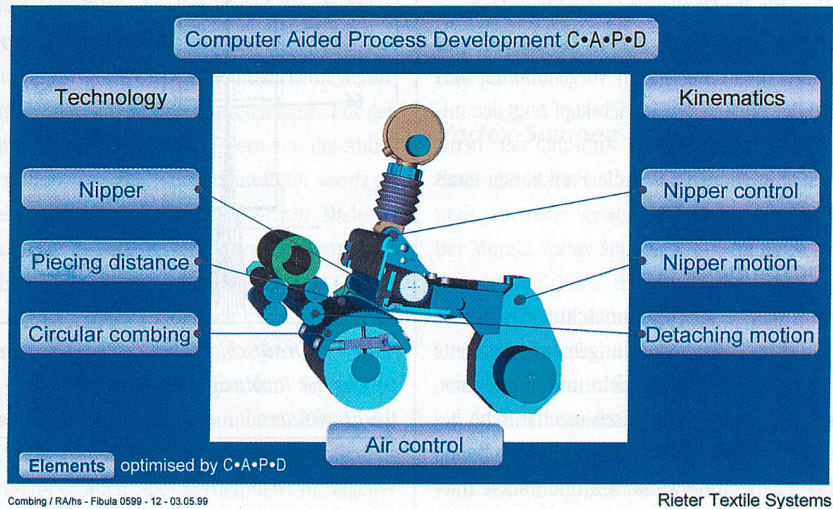 Computer Aided Process Development C•A•P•D
Technology
Kinematics
Nipper
Nipper control
Piecing distance
Nipper motion
Circular combing
Detaching motion
Air control
Elements optimised by C•A•P•D
Combing / RA/hs - Fibula 0599 - 12 - 03.05.99
Rieter Textile Systems